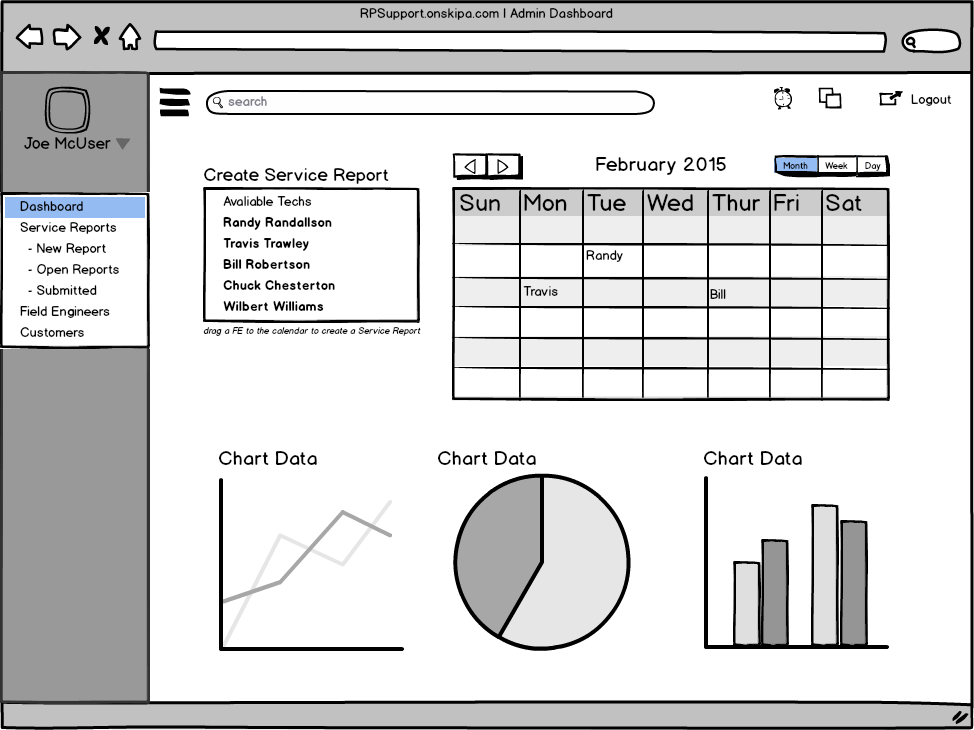 RPSupport.onskipa.com | Admin Dashboard
search
Logout
Joe McUser
Dashboard
Service Reports
- New Report
- Open Reports
- Submitted
Field Engineers
Customers
Create Service Report
Avaliable Techs
Randy Randallson
Travis Trawley
Bill Robertson
Chuck Chesterton
Wilbert Williams
drag a FE to the calendar to create a Service Report
February 2015
Month Week Day
Sun Mon Tue Wed Thur Fri Sat
Randy
Travis Bill
Chart Data
Chart Data
Chart Data